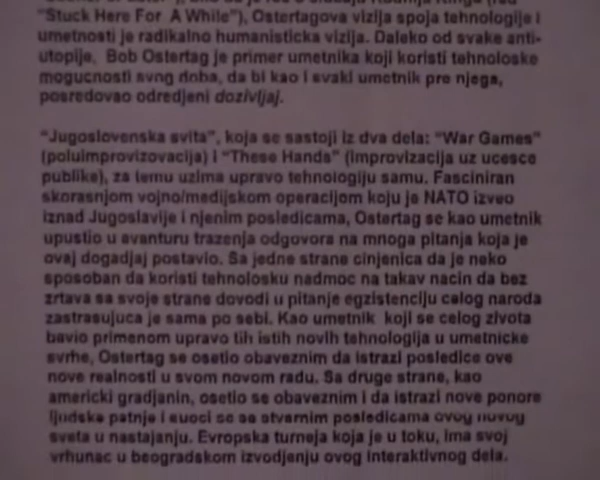 "Stuck Here For A While"), Ostertagova vizija spoja tehnologije i
umetnosti je radikalno humanisticka vizija. Daleko od svake anti-
utopije, Bob Ostertag je primer umetnika koji koristi tehnoloske
mogucnosti svog doba, da bi kao i svaki umetnik pre njega,
posredovao odredjeni dozivljaj.
"Jugoslovenska svita", koja se sastoji iz dva dela: "War Games"
(poluimprovizovacija) i "These Hands" (improvizacija uz ucesce
publike), za temu uzima upravo tehnologiju samu. Fasciniran
skorasnjom vojno/medijskom operacijom koju je NATO izveo
iznad Jugoslavije i njenim posledicama, Ostertag se kao umetnik
upustio u avanturu trazenja odgovora na mnoga pitanja koja je
ovaj dogadjaj postavio. Sa jedne strane cinjenica da je neko
sposoban da koristi tehnolosku nadmoc na takav nacin da bez
zrtava sa svoje strane dovodi u pitanje egzistenciju celog naroda
zastrasujuca je sama po sebi. Kao umetnik koji se celog zivota
bavio primenom upravo tih istih novih tehnologija u umetnicke
svrhe, Ostertag se osetio obaveznim da istrazi posledice ove
nove realnosti u svom novom radu. Sa druge strane, kao
americki gradjanin, osetio se obaveznim i da istrazi nove ponore
ljudske patnje i suoci se sa stvarnim posledicama ovog novog
sveta u nastajanju. Evropska turneja koja je u toku, ima svoj
vrhunac u beogradskom izvodjenju ovog interaktivnog dela.